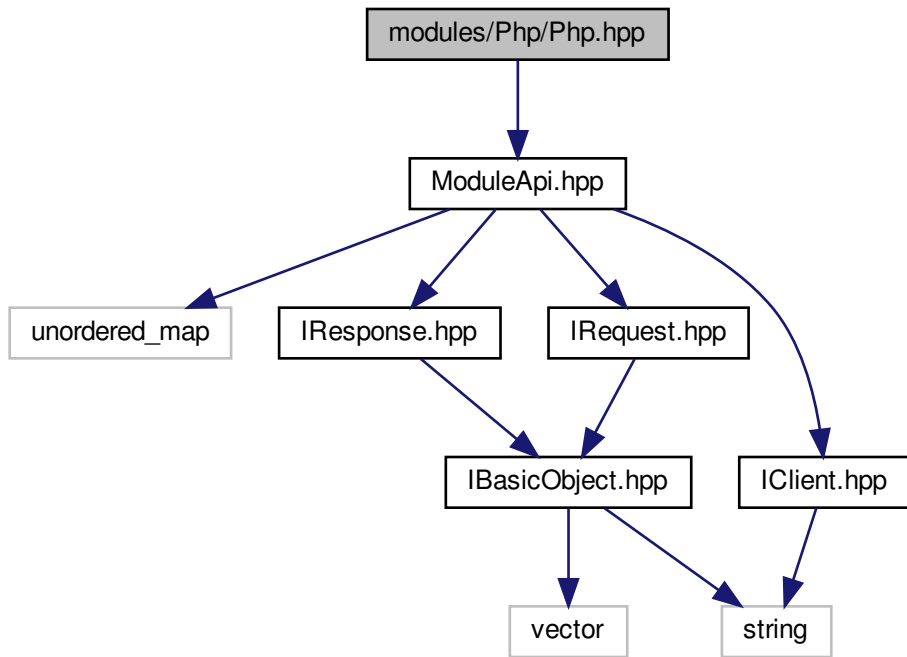 modules/Php/Php.hpp
ModuleApi.hpp
unordered_map
IResponse.hpp
IRequest.hpp
IBasicObject.hpp
IClient.hpp
vector
string